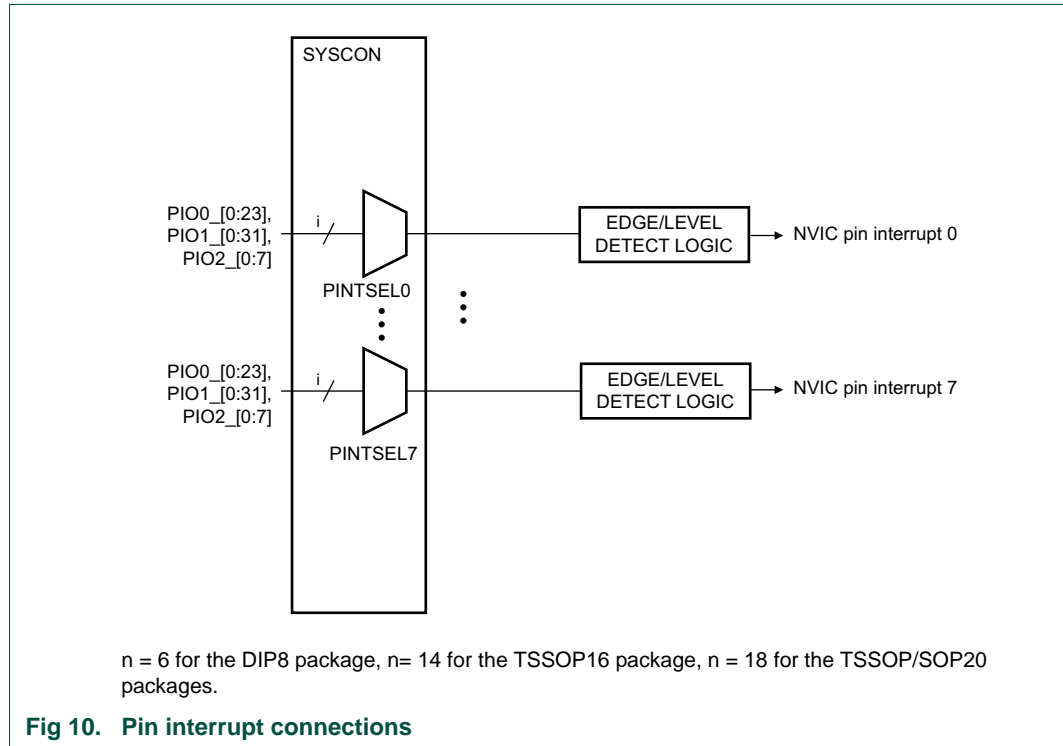 SYSCON
PIO0_[0:23],
PIO1_[0:31],
PIO2_[0:7]
i
PINTSEL0
EDGE/LEVEL
DETECT LOGIC
NVIC pin interrupt 0
PIO0_[0:23],
PIO1_[0:31],
PIO2_[0:7]
i
PINTSEL7
EDGE/LEVEL
DETECT LOGIC
NVIC pin interrupt 7
n = 6 for the DIP8 package, n= 14 for the TSSOP16 package, n = 18 for the TSSOP/SOP20
packages.
Fig 10. Pin interrupt connections